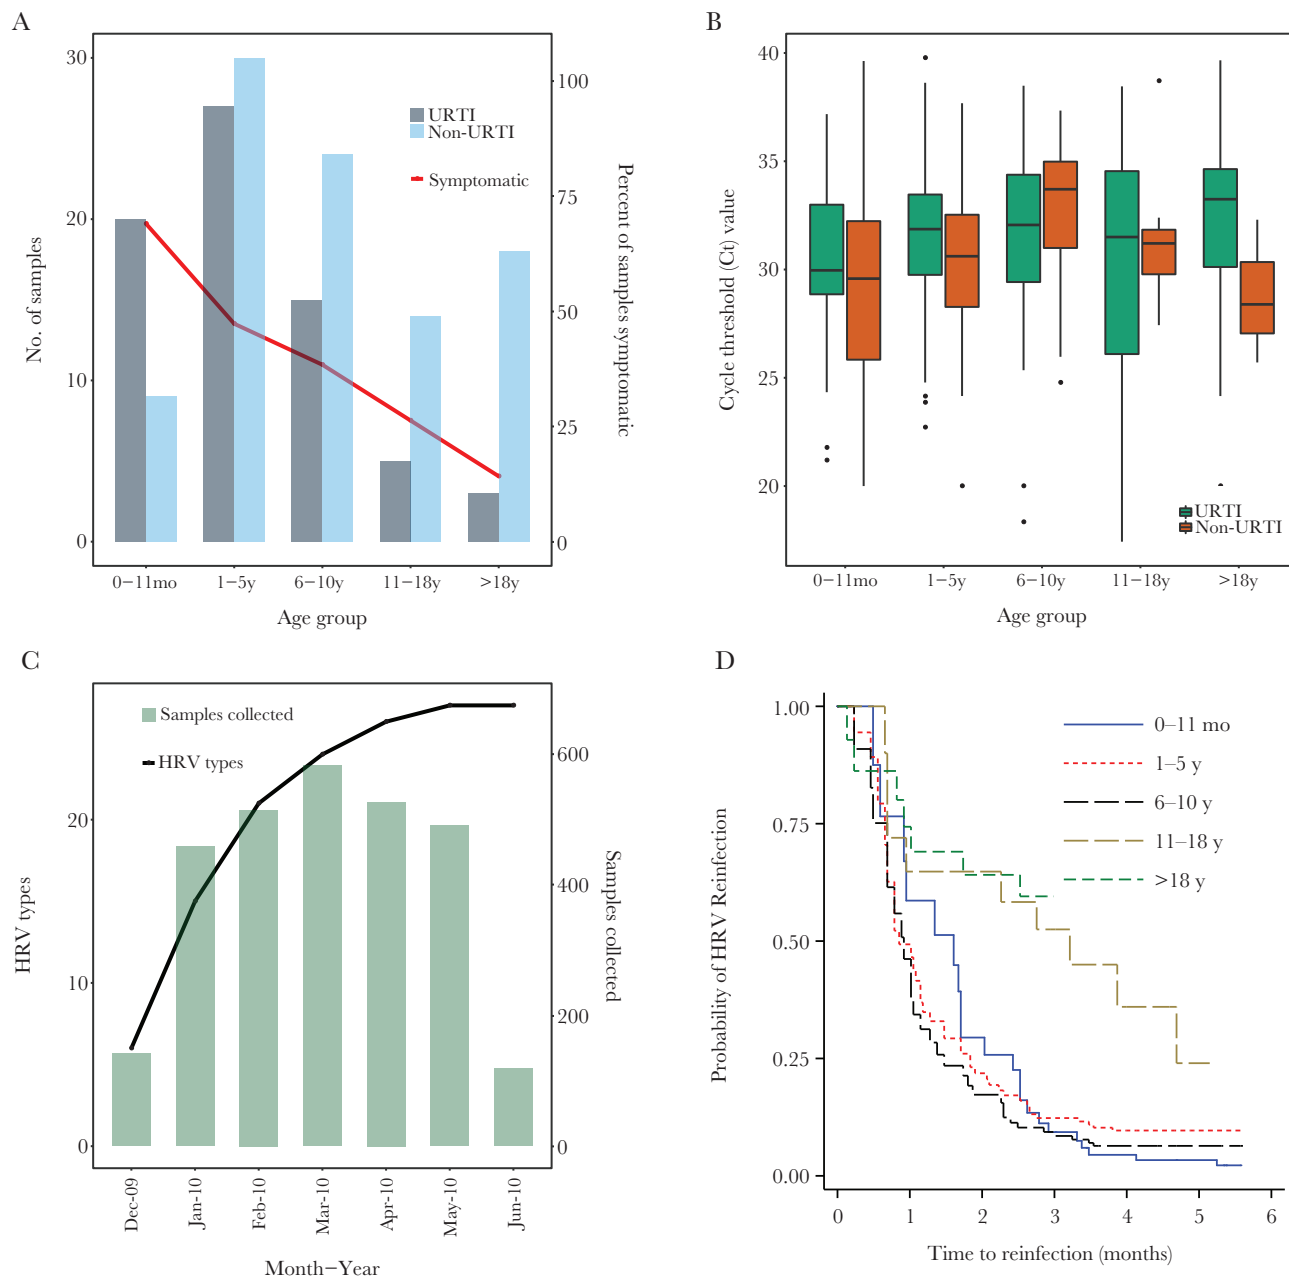 A
30
20
10
0
No. of samples
100
75
50
25
0
Percent of samples symptomatic
URTI
Non-URTI
Symptomatic
0−11mo 1−5y 6−10y 11−18y >18y
Age group
B
40
35
30
25
20
Cycle threshold (Ct) value
URTI
Non-URTI
0−11mo 1−5y 6−10y 11−18y >18y
Age group
C
20
10
0
HRV types
600
400
200
0
Samples collected
Samples collected
HRV types
Dec-09 Jan-10 Feb-10 Mar-10 Apr-10 May-10 Jun-10
Month−Year
D
1.00
0.75
0.50
0.25
0.00
Probability of HRV Reinfection
0–11 mo
1–5 y
6–10 y
11–18 y
>18 y
0 1 2 3 4 5 6
Time to reinfection (months)